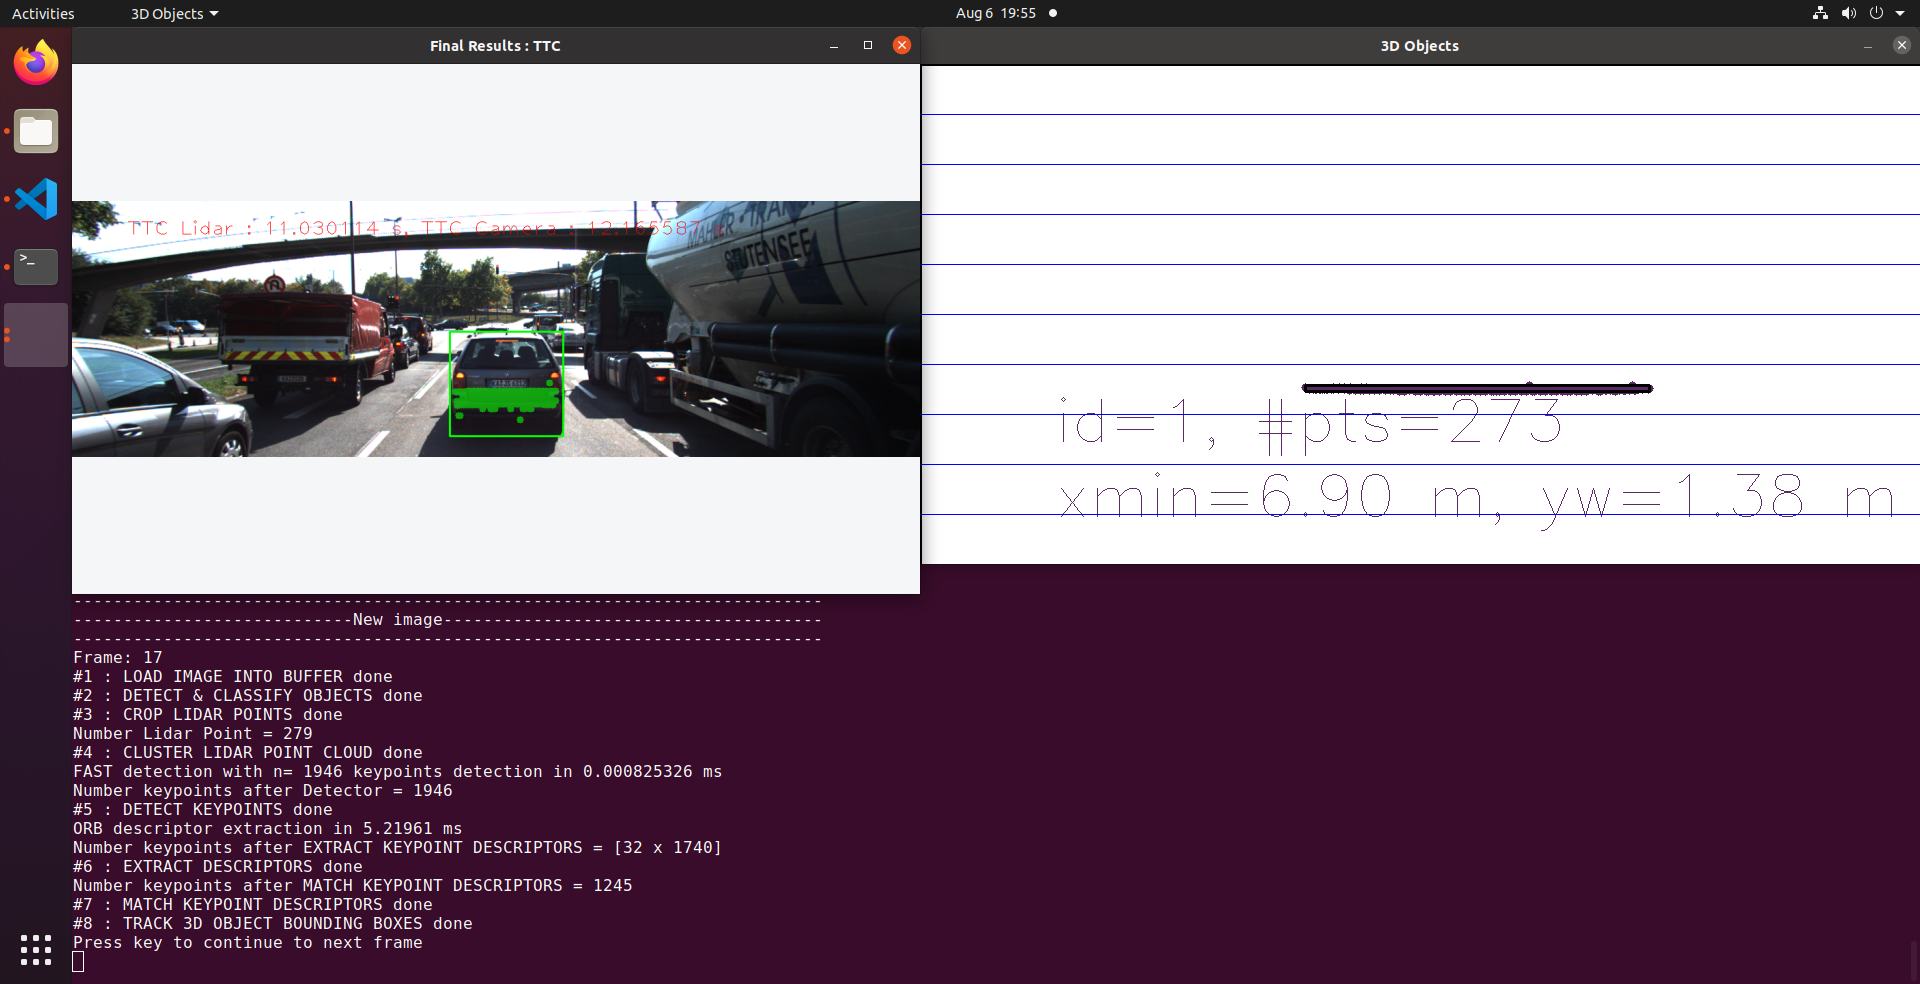 Activities
3D Objects
Aug 6 19:55
Final Results : TTC
3D Objects
TTC Lidar : 11.030114 s, TTC Camera : 12.165587 s
STUTENSEE
id=1, #pts=273
xmin=6.90 m, yw=1.38 m
--------------------------------------------------------------------------
----------------------------New image--------------------------------------
--------------------------------------------------------------------------
Frame: 17
#1 : LOAD IMAGE INTO BUFFER done
#2 : DETECT & CLASSIFY OBJECTS done
#3 : CROP LIDAR POINTS done
Number Lidar Point = 279
#4 : CLUSTER LIDAR POINT CLOUD done
FAST detection with n= 1946 keypoints detection in 0.000825326 ms
Number keypoints after Detector = 1946
#5 : DETECT KEYPOINTS done
ORB descriptor extraction in 5.21961 ms
Number keypoints after EXTRACT KEYPOINT DESCRIPTORS = [32 x 1740]
#6 : EXTRACT DESCRIPTORS done
Number keypoints after MATCH KEYPOINT DESCRIPTORS = 1245
#7 : MATCH KEYPOINT DESCRIPTORS done
#8 : TRACK 3D OBJECT BOUNDING BOXES done
Press key to continue to next frame